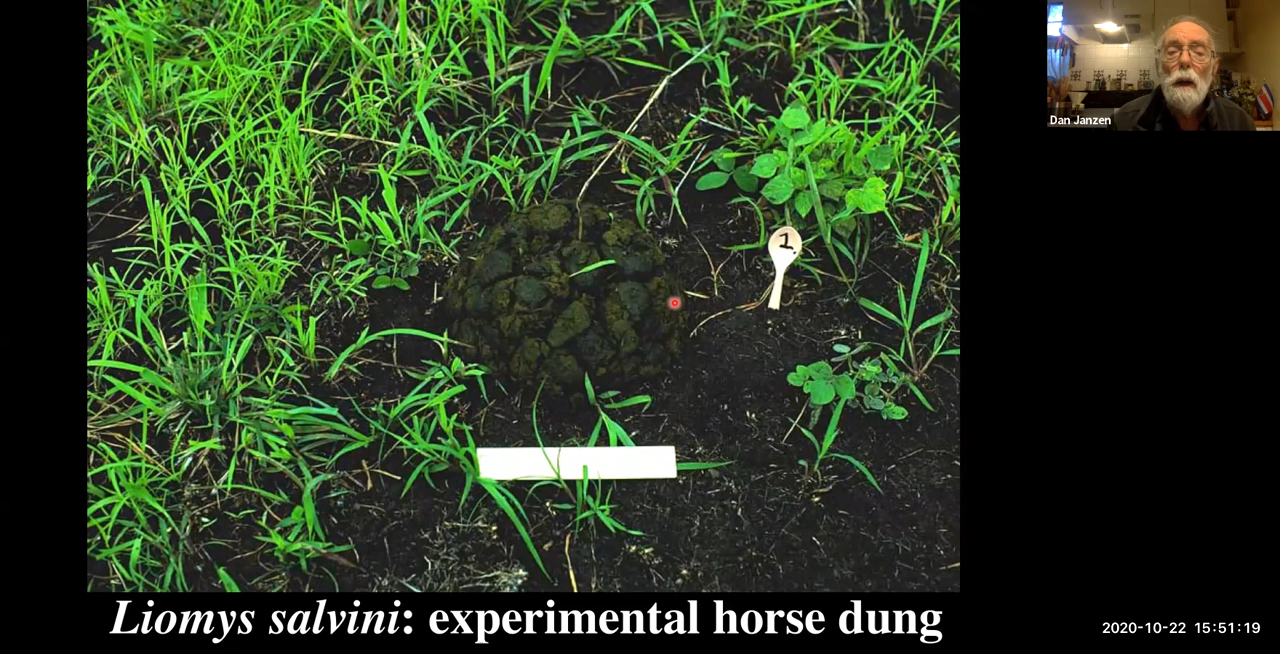 Dan Janzen
1
Liomys salvini: experimental horse dung
2020-10-22 15:51:19